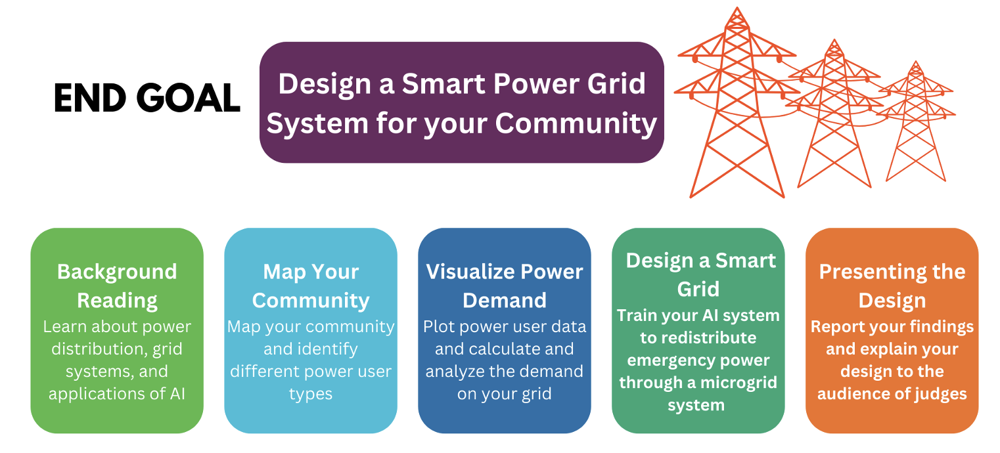 END GOAL
Design a Smart Power Grid
System for your Community
Background
Reading
Learn about power
distribution, grid
systems, and
applications of AI
Map Your
Community
Map your community
and identify
different power user
types
Visualize Power
Demand
Plot power user data
and calculate and
analyze the demand
on your grid
Design a Smart
Grid
Train your AI system
to redistribute
emergency power
through a microgrid
system
Presenting the
Design
Report your findings
and explain your
design to the
audience of judges